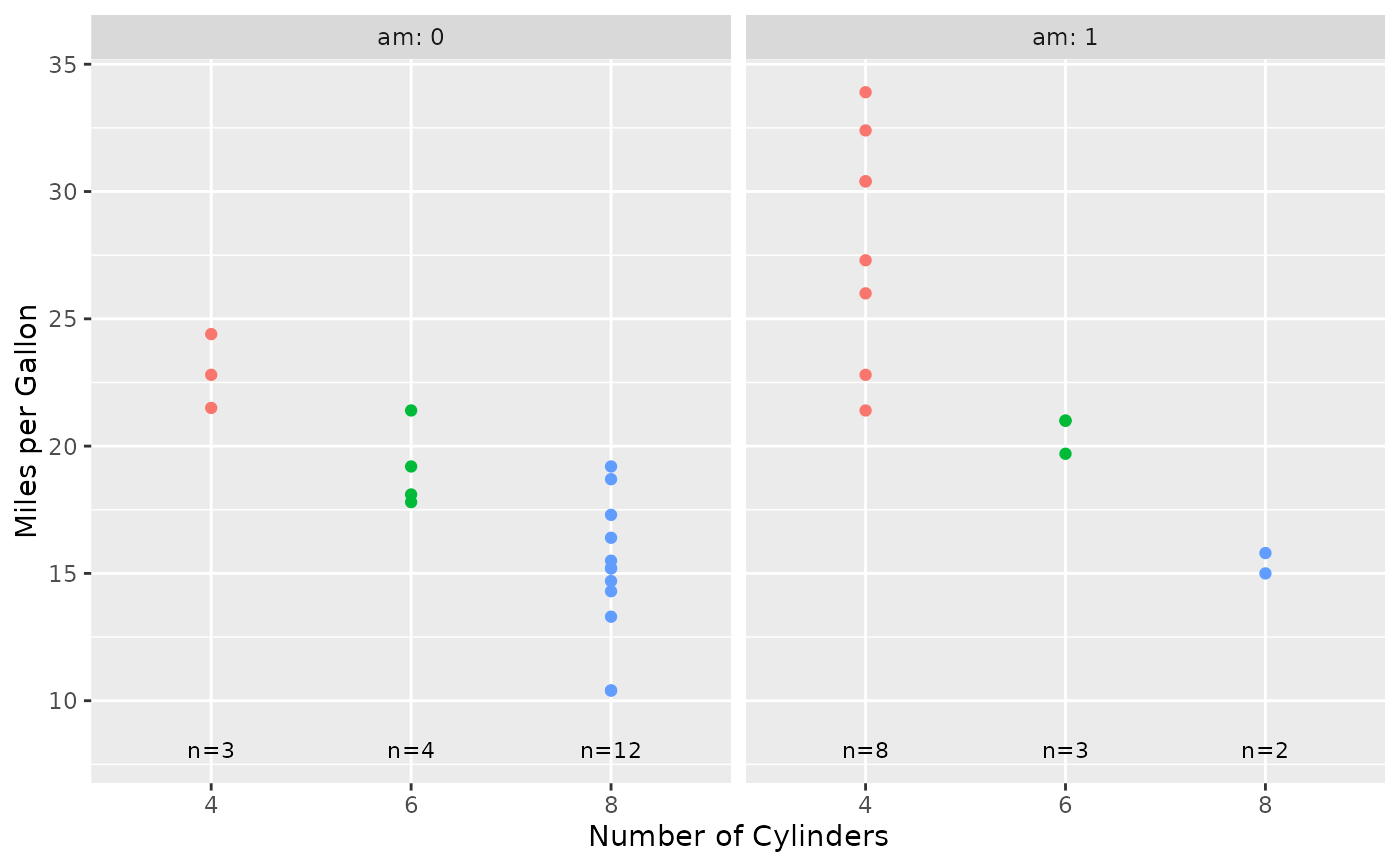 am: 0
am: 1
35
30
25
20
15
10
Miles per Gallon
n=3
n=4
n=12
n=8
n=3
n=2
4
6
8
4
6
8
Number of Cylinders